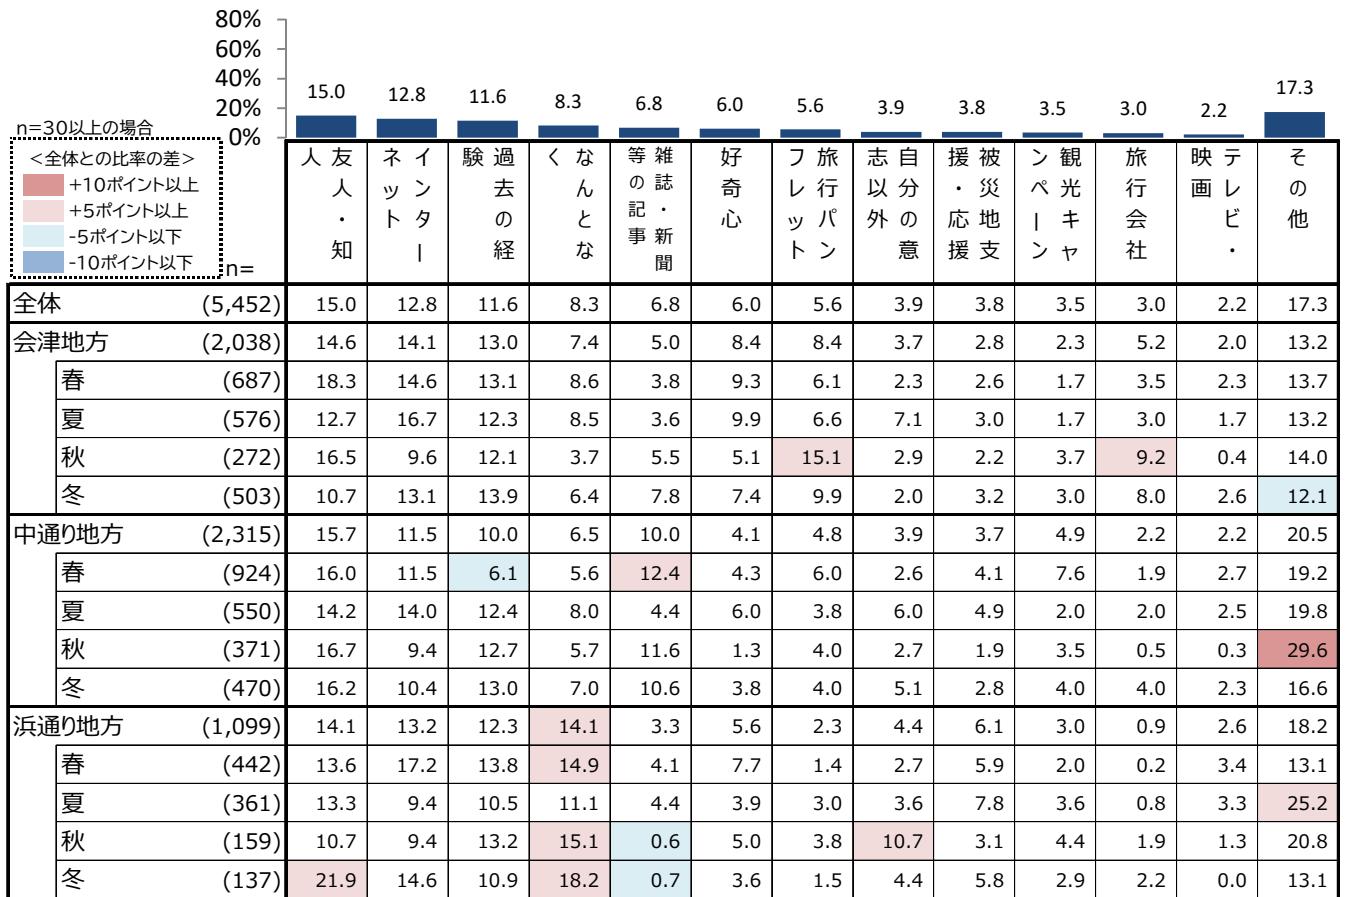 80%
60%
40%
20%
0%
15.0 12.8 11.6 8.3 6.8 6.0 5.6 3.9 3.8 3.5 3.0 2.2 17.3
n=30以上の場合
<全体との比率の差>
+10ポイント以上
+5ポイント以上
-5ポイント以下
-10ポイント以下
n=
友人・知
人
インター
ネット
過去の経
験
なんとな
く
雑誌・新聞
等の記事
好奇心
旅行パン
フレット
自分の意
志以外
被災地支
援・応援
観光キャ
ンペーン
旅行会社
テレビ・
映画
その他
全体 (5,452) 15.0 12.8 11.6 8.3 6.8 6.0 5.6 3.9 3.8 3.5 3.0 2.2 17.3
会津地方 (2,038) 14.6 14.1 13.0 7.4 5.0 8.4 8.4 3.7 2.8 2.3 5.2 2.0 13.2
春 (687) 18.3 14.6 13.1 8.6 3.8 9.3 6.1 2.3 2.6 1.7 3.5 2.3 13.7
夏 (576) 12.7 16.7 12.3 8.5 3.6 9.9 6.6 7.1 3.0 1.7 3.0 1.7 13.2
秋 (272) 16.5 9.6 12.1 3.7 5.5 5.1 15.1 2.9 2.2 3.7 9.2 0.4 14.0
冬 (503) 10.7 13.1 13.9 6.4 7.8 7.4 9.9 2.0 3.2 3.0 8.0 2.6 12.1
中通り地方 (2,315) 15.7 11.5 10.0 6.5 10.0 4.1 4.8 3.9 3.7 4.9 2.2 2.2 20.5
春 (924) 16.0 11.5 6.1 5.6 12.4 4.3 6.0 2.6 4.1 7.6 1.9 2.7 19.2
夏 (550) 14.2 14.0 12.4 8.0 4.4 6.0 3.8 6.0 4.9 2.0 2.0 2.5 19.8
秋 (371) 16.7 9.4 12.7 5.7 11.6 1.3 4.0 2.7 1.9 3.5 0.5 0.3 29.6
冬 (470) 16.2 10.4 13.0 7.0 10.6 3.8 4.0 5.1 2.8 4.0 4.0 2.3 16.6
浜通り地方 (1,099) 14.1 13.2 12.3 14.1 3.3 5.6 2.3 4.4 6.1 3.0 0.9 2.6 18.2
春 (442) 13.6 17.2 13.8 14.9 4.1 7.7 1.4 2.7 5.9 2.0 0.2 3.4 13.1
夏 (361) 13.3 9.4 10.5 11.1 4.4 3.9 3.0 3.6 7.8 3.6 0.8 3.3 25.2
秋 (159) 10.7 9.4 13.2 15.1 0.6 5.0 3.8 10.7 3.1 4.4 1.9 1.3 20.8
冬 (137) 21.9 14.6 10.9 18.2 0.7 3.6 1.5 4.4 5.8 2.9 2.2 0.0 13.1